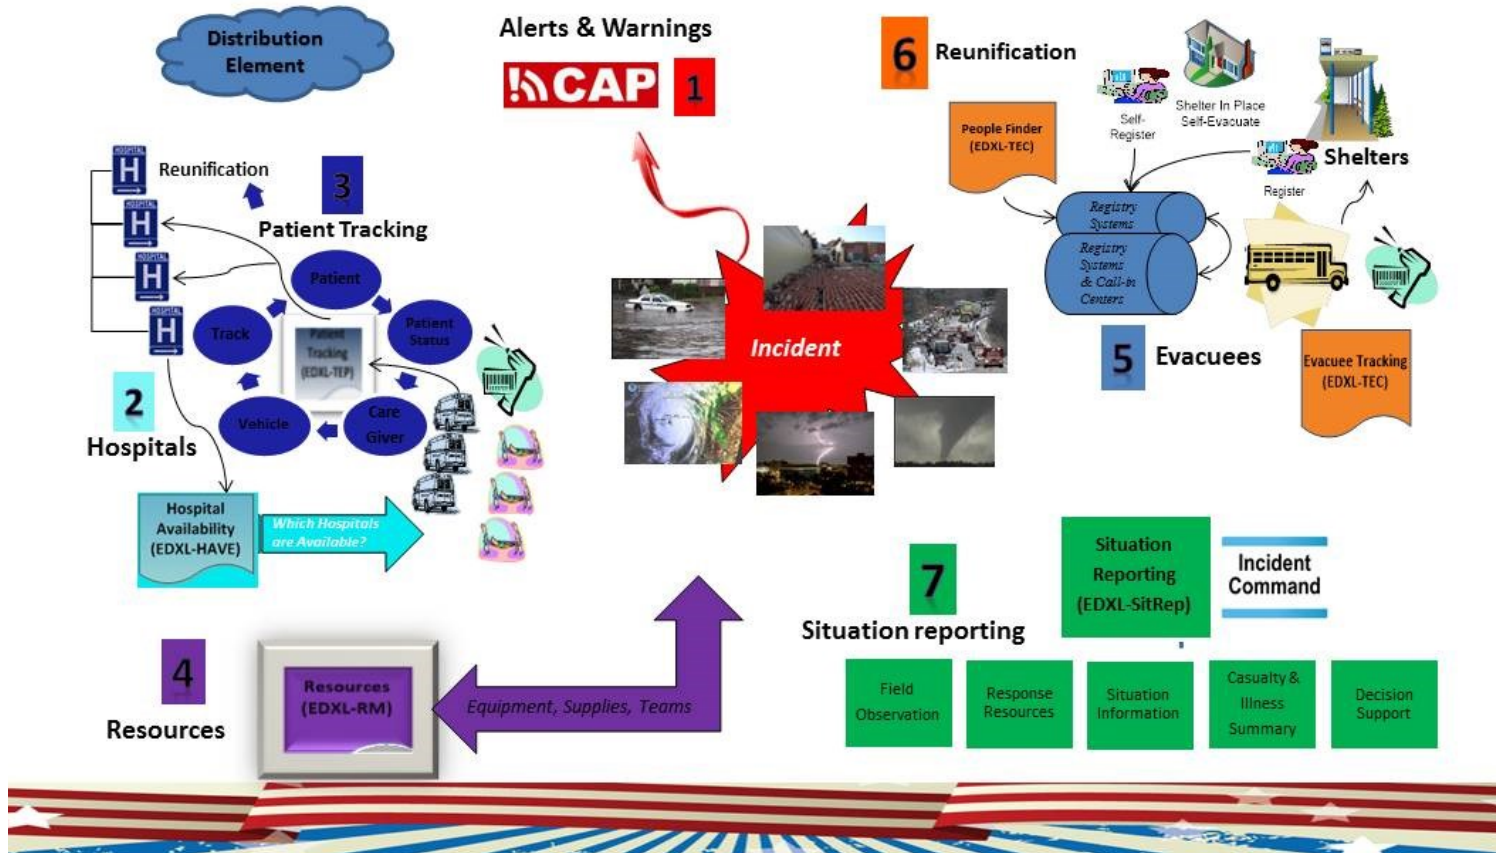 Distribution
Element
Alerts & Warnings
CAP
1
6
Reunification
People Finder
(EDXL-TEC)
Self-
Register
Shelter In Place
Self-Evacuate
Register
Shelters
Registry
Systems
Registry
Systems
& Call-in
Centers
5
Evacuees
Evacuee Tracking
(EDXL-TEC)
HOSPITAL
H
Reunification
HOSPITAL
H
HOSPITAL
H
HOSPITAL
H
3
Patient Tracking
Patient
Patient
Status
Care
Giver
Vehicle
Track
Patient
Tracking
(EDXL-TEP)
2
Hospitals
Hospital
Availability
(EDXL-HAVE)
Which Hospitals
are Available?
Incident
4
Resources
Resources
(EDXL-RM)
Equipment, Supplies, Teams
7
Situation reporting
Situation
Reporting
(EDXL-SitRep)
Incident
Command
Field
Observation
Response
Resources
Situation
Information
Casualty &
Illness
Summary
Decision
Support